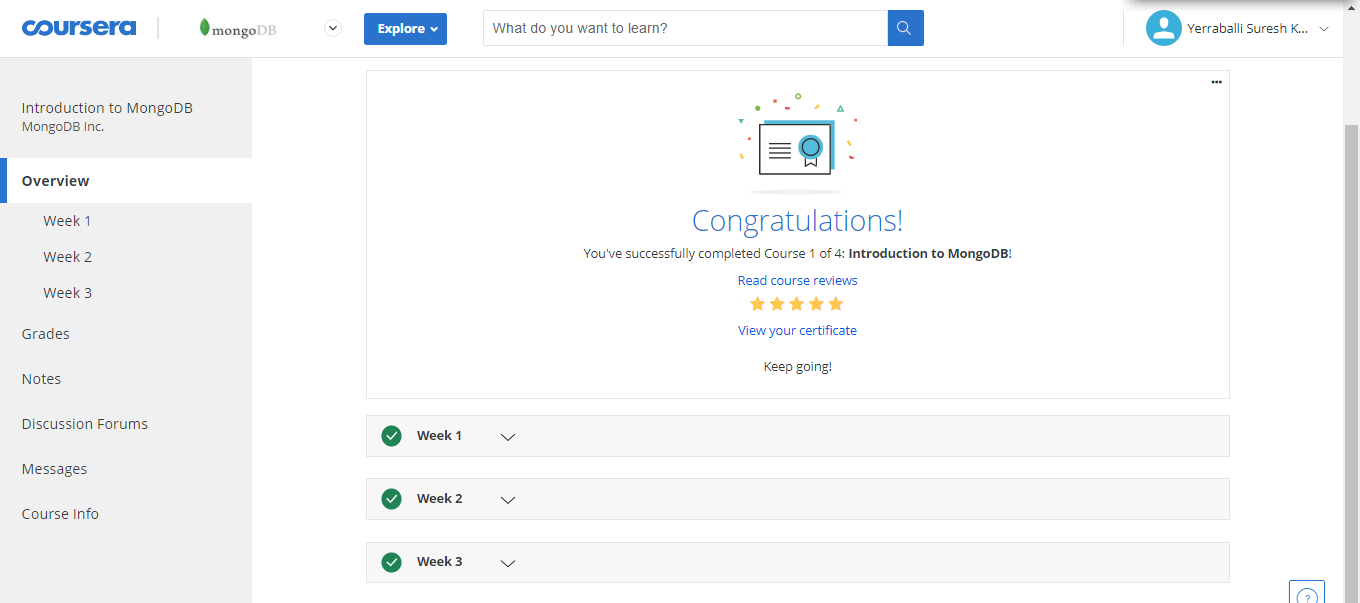 coursera
mongoDB
Explore
What do you want to learn?
Yerraballi Suresh K...
Introduction to MongoDB
MongoDB Inc.
Overview
Week 1
Week 2
Week 3
Grades
Notes
Discussion Forums
Messages
Course Info
Congratulations!
You've successfully completed Course 1 of 4: Introduction to MongoDB!
Read course reviews
View your certificate
Keep going!
Week 1
Week 2
Week 3
?